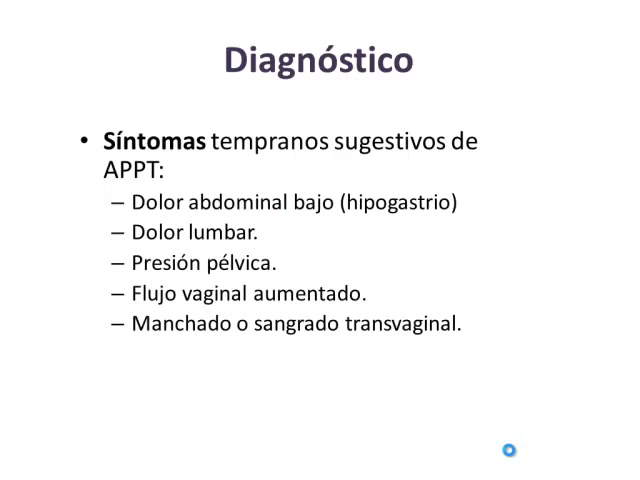 Diagnóstico
• Síntomas tempranos sugestivos de
APPT:
– Dolor abdominal bajo (hipogastrio)
– Dolor lumbar.
– Presión pélvica.
– Flujo vaginal aumentado.
– Manchado o sangrado transvaginal.